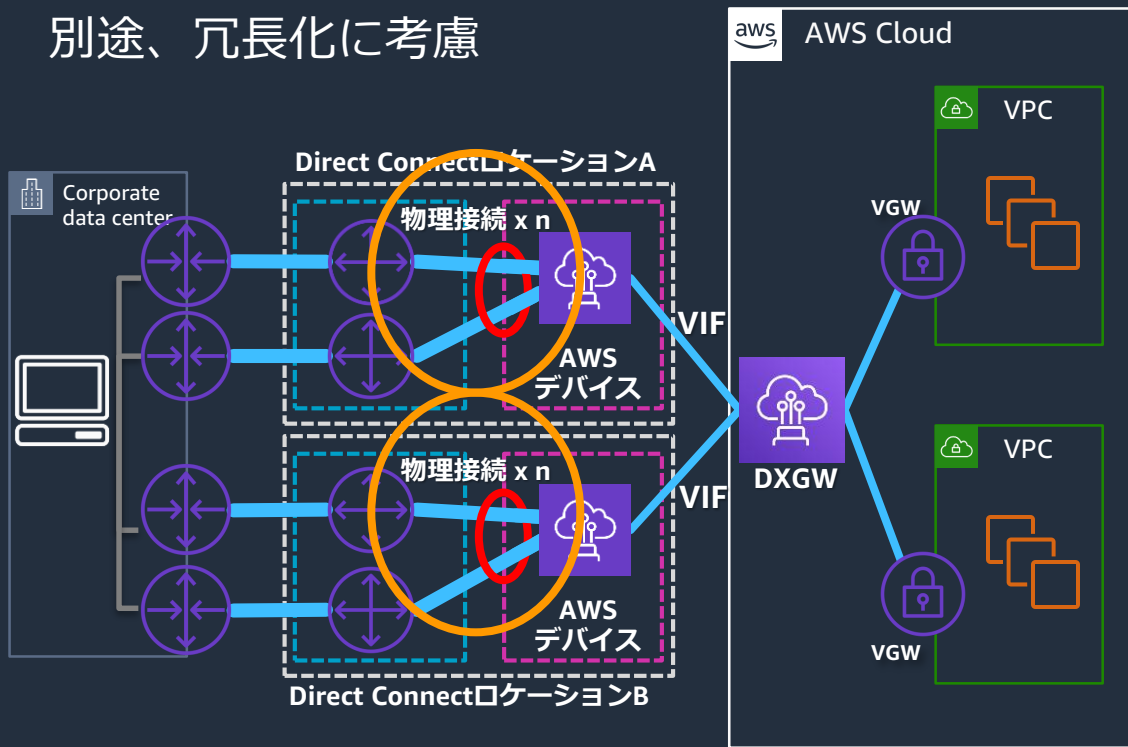 別途、冗長化に考慮
aws
AWS Cloud
VPC
Direct ConnectロケーションA
Corporate
data center
物理接続 x n
VGW
VIF
AWS
デバイス
DXGW
VPC
物理接続 x n
VIF
AWS
デバイス
VGW
Direct ConnectロケーションB